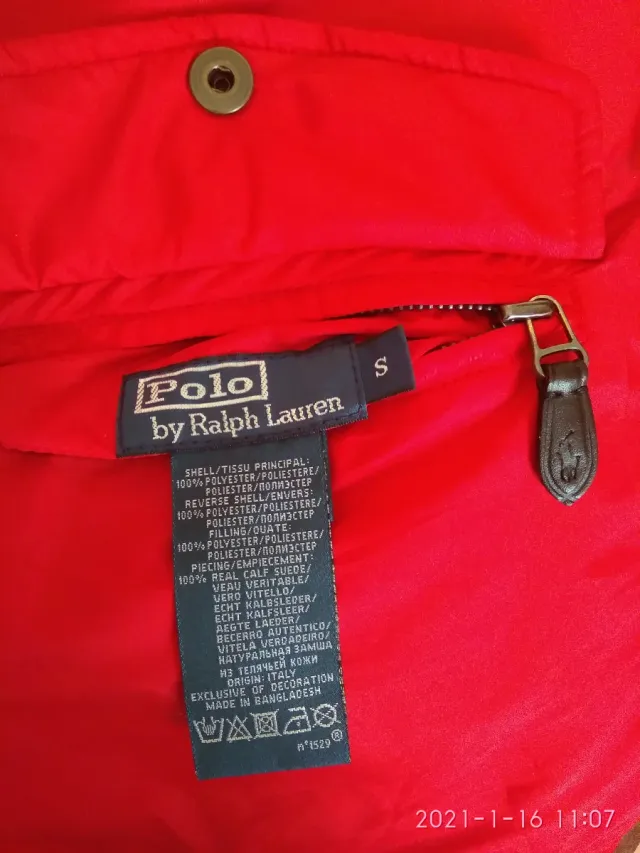 Polo
by Ralph Lauren
S
SHELL/TISSU PRINCIPAL:
100% POLYESTER/POLIESTERE/
POLIESTER/ПОЛИЭСТЕР
REVERSE SHELL/ENVERS:
100% POLYESTER/POLIESTERE/
POLIESTER/ПОЛИЭСТЕР
FILLING/OUATE:
100% POLYESTER/POLIESTERE/
POLIESTER/ПОЛИЭСТЕР
PIECING/EMPIECEMENT:
100% REAL CALF SUEDE/
VEAU VERITABLE/
VERO VITELLO/
ECHT KALBSLEDER/
ECHT KALFSLEER/
AEGTE LAEDER/
BECERRO AUTENTICO/
VITELA VERDADEIRO/
НАТУРАЛЬНАЯ ЗАМША
ИЗ ТЕЛЯЧЬЕЙ КОЖИ
ORIGIN: ITALY
EXCLUSIVE OF DECORATION
MADE IN BANGLADESH
n°1529®
2021-1-16 11:07